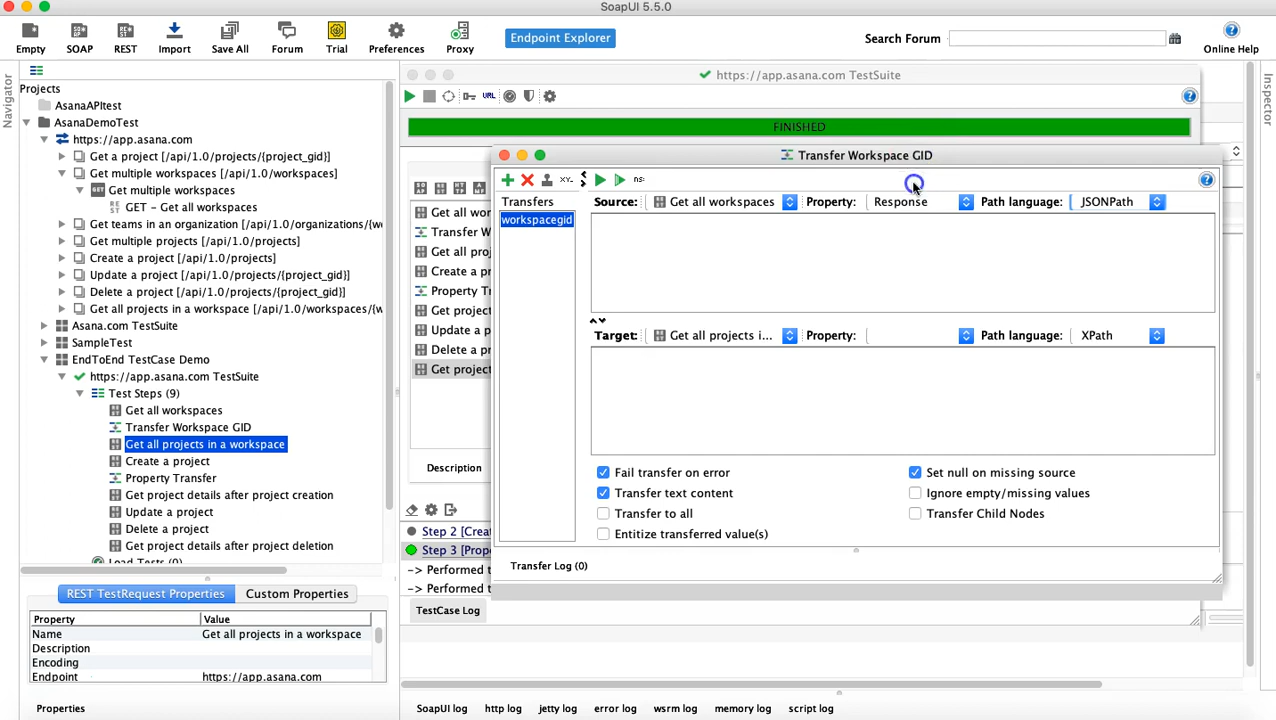 SoapUI 5.5.0
Empty
SOAP
REST
Import
Save All
Forum
Trial
Preferences
Proxy
Endpoint Explorer
Search Forum
Online Help
Navigator
Projects
AsanaAPItest
AsanaDemoTest
https://app.asana.com
Get a project [/api/1.0/projects/{project_gid}]
Get multiple workspaces [/api/1.0/workspaces]
GET
Get multiple workspaces
REST
GET - Get all workspaces
Get teams in an organization [/api/1.0/organizations/{w
Get multiple projects [/api/1.0/projects]
Create a project [/api/1.0/projects]
Update a project [/api/1.0/projects/{project_gid}]
Delete a project [/api/1.0/projects/{project_gid}]
Get all projects in a workspace [/api/1.0/workspaces/{w
Asana.com TestSuite
SampleTest
EndToEnd TestCase Demo
https://app.asana.com TestSuite
Test Steps (9)
Get all workspaces
Transfer Workspace GID
Get all projects in a workspace
Create a project
Property Transfer
Get project details after project creation
Update a project
Delete a project
Get project details after project deletion
Load Tests (0)
REST TestRequest Properties
Custom Properties
Property
Value
Name
Get all projects in a workspace
Description
Encoding
Endpoint
https://app.asana.com
Properties
https://app.asana.com TestSuite
URL
FINISHED
Get all wor
Transfer W
Get all proj
Create a pr
Property Tr
Get project
Update a p
Delete a p
Get project
Description
Step 2 [Crea
Step 3 [Prope
-> Performed t
-> Performed t
TestCase Log
Transfer Workspace GID
XY..
ns:
Transfers
workspacegid
Source:
Get all workspaces
Property:
Response
Path language:
JSONPath
Target:
Get all projects i...
Property:
Path language:
XPath
Fail transfer on error
Set null on missing source
Transfer text content
Ignore empty/missing values
Transfer to all
Transfer Child Nodes
Entitize transferred value(s)
Transfer Log (0)
Inspector
SoapUI log
http log
jetty log
error log
wsrm log
memory log
script log